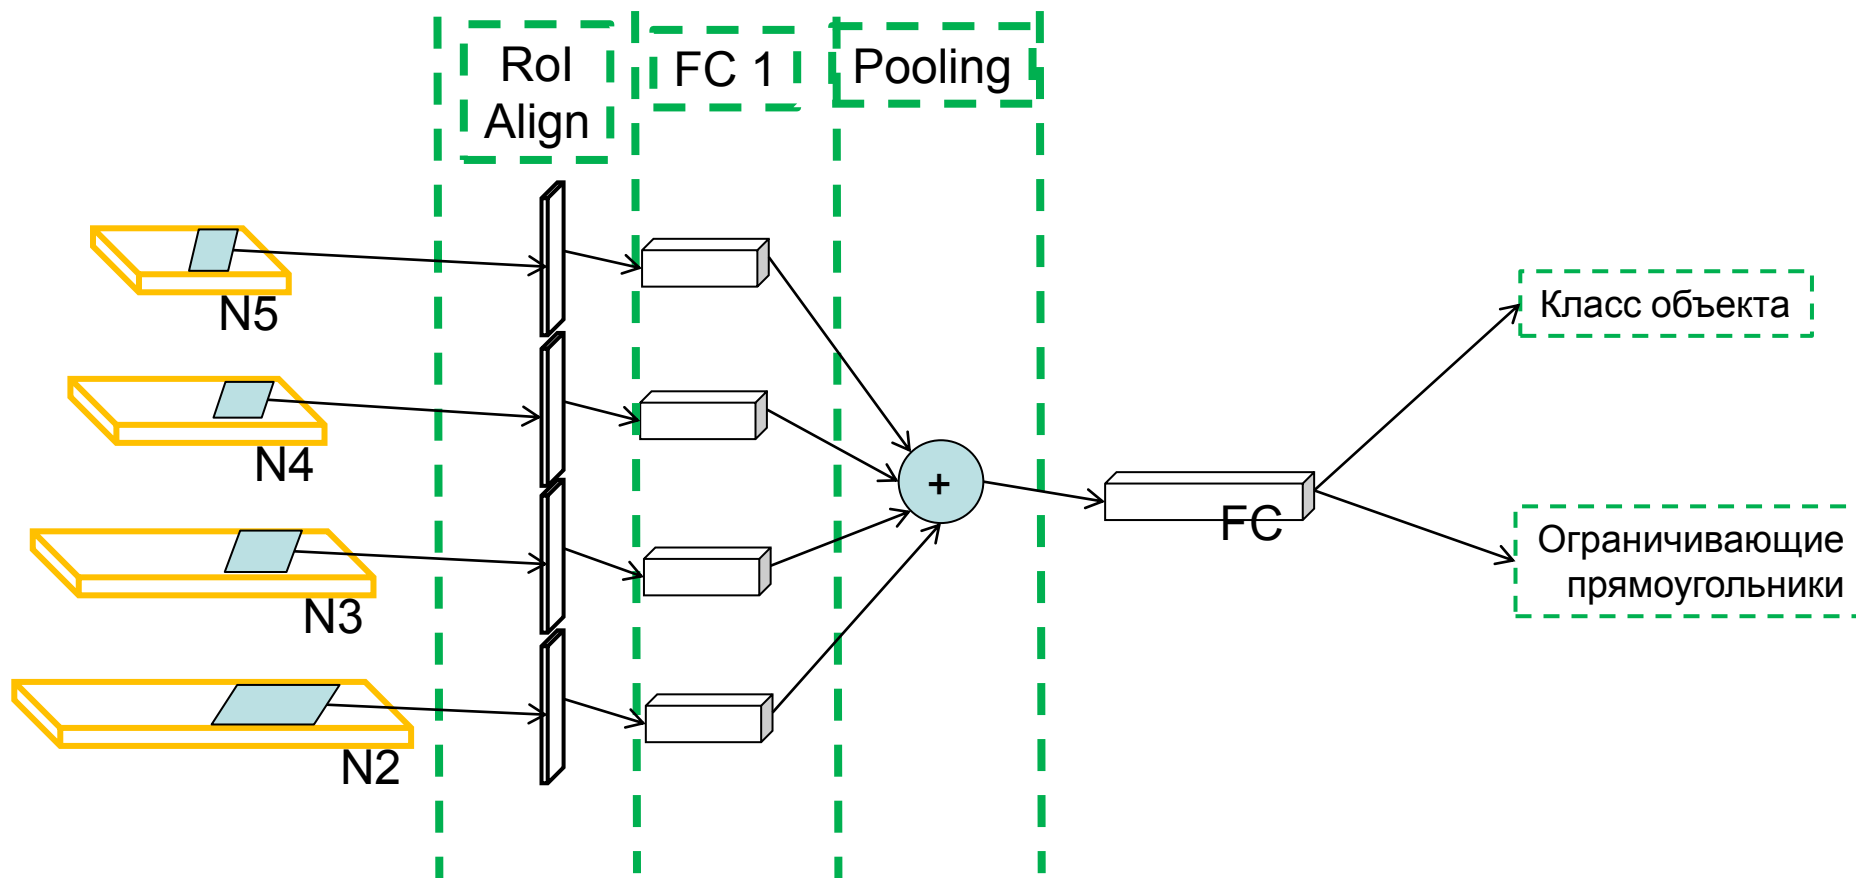 RoI
Align
FC 1
Pooling
N5
N4
N3
N2
+
FC
Класс объекта
Ограничивающие
прямоугольники